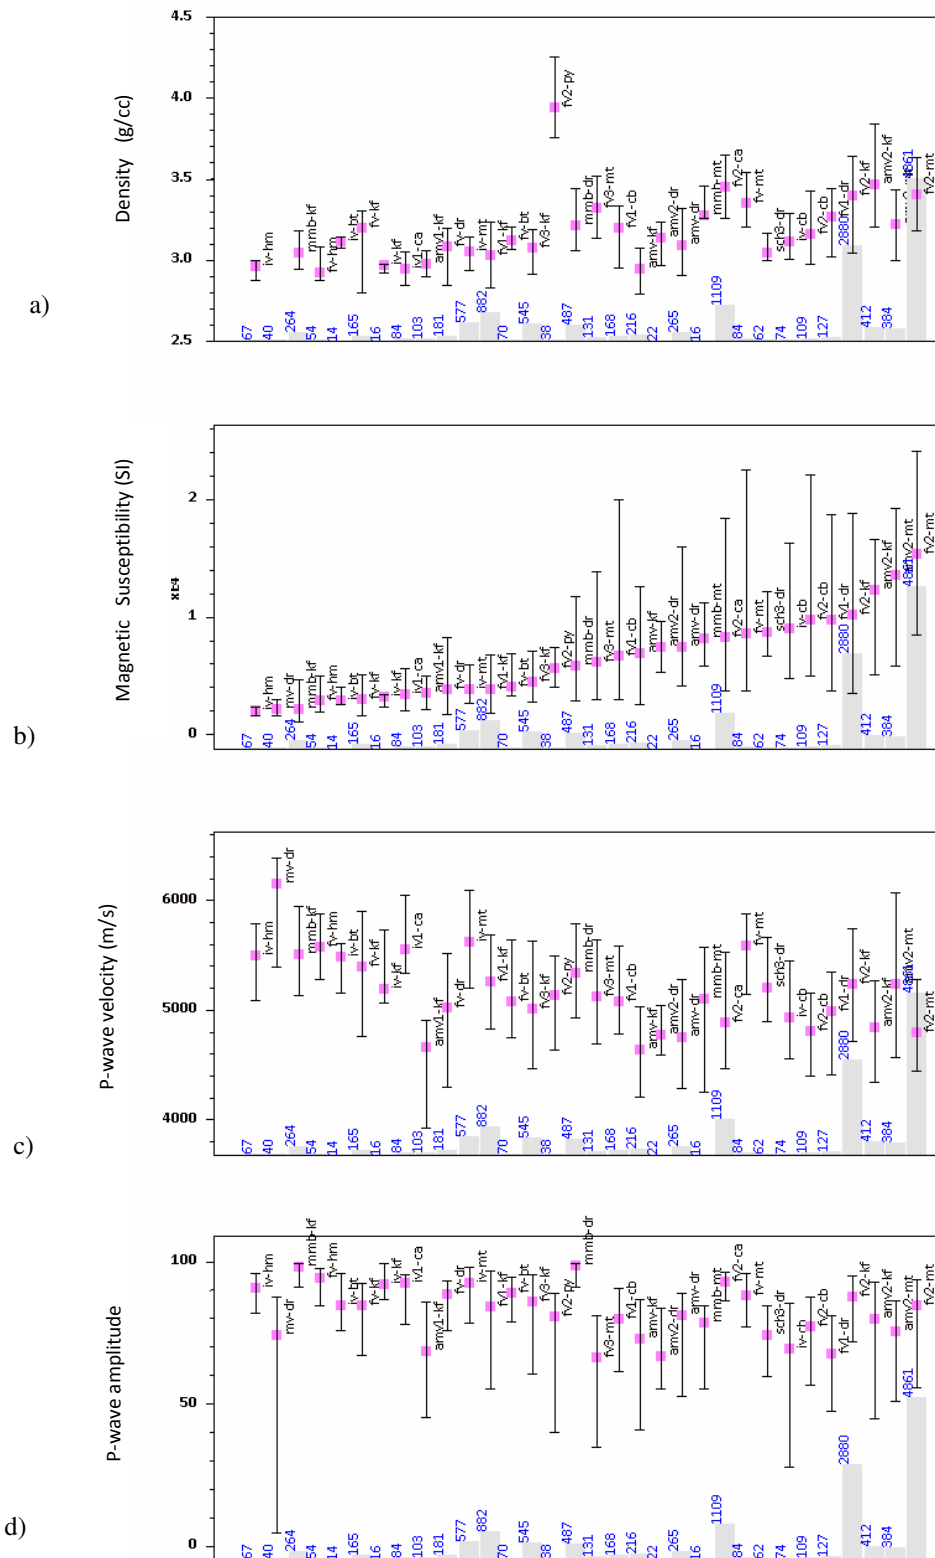 4.5
4.0
3.5
3.0
2.5
Density (g/cc)
a)
iv-hm
mmb-kf
fv-hm
iv-bt
fv-kf
iv-kf
iv1-ca
amv1-kf
fv-dr
iv-mt
fv1-kf
fv-bt
fv3-kf
fv2-py
mmb-dr
fv3-mt
fv1-cb
amv-kf
amv2-dr
amv-dr
mmb-mt
fv2-ca
fv-mt
sch3-dr
iv-cb
fv2-cb
fv1-dr
fv2-kf
amv2-kf
fv2-mt
67 40 264 54 14 165 16 84 103 181 577 882 70 545 38 487 131 168 216 22 265 16 1109 84 62 74 109 127 2880 412 384 4861
2
1
0
xE4
Magnetic Susceptibility (SI)
b)
iv-hm
mv-dr
mmb-kf
fv-hm
iv-bt
fv-kf
iv-kf
iv1-ca
amv1-kf
fv-dr
iv-mt
fv1-kf
fv-bt
fv3-kf
fv2-py
mmb-dr
fv3-mt
fv1-cb
amv-kf
amv2-dr
amv-dr
mmb-mt
fv2-ca
fv-mt
sch3-dr
iv-cb
fv2-cb
fv1-dr
fv2-kf
amv2-kf
amv2-mt
fv2-mt
67 40 264 54 14 165 16 84 103 181 577 882 70 545 38 487 131 168 216 22 265 16 1109 84 62 74 109 127 2880 412 384 4861
6000
5000
4000
P-wave velocity (m/s)
c)
iv-hm
mv-dr
mmb-kf
fv-hm
iv-bt
fv-kf
iv-kf
iv1-ca
amv1-kf
fv-dr
iv-mt
fv1-kf
fv-bt
fv3-kf
fv2-py
mmb-dr
fv3-mt
fv1-cb
amv-kf
amv2-dr
amv-dr
mmb-mt
fv2-ca
fv-mt
sch3-dr
iv-cb
fv2-cb
fv1-dr
fv2-kf
amv2-kf
amv2-mt
fv2-mt
67 40 264 54 14 165 16 84 103 181 577 882 70 545 38 487 131 168 216 22 265 16 1109 84 62 74 109 127 2880 412 384 4861
100
50
0
P-wave amplitude
d)
iv-hm
mv-dr
mmb-kf
fv-hm
iv-bt
fv-kf
iv-kf
iv1-ca
amv1-kf
fv-dr
iv-mt
fv1-kf
fv-bt
fv3-kf
fv2-py
mmb-dr
fv3-mt
fv1-cb
amv-kf
amv2-dr
amv-dr
mmb-mt
fv2-ca
fv-mt
sch3-dr
iv-cb
fv2-cb
fv1-dr
fv2-kf
amv2-kf
amv2-mt
fv2-mt
67 40 264 54 14 165 16 84 103 181 577 882 70 545 38 487 131 168 216 22 265 16 1109 84 62 74 109 127 2880 412 384 4861